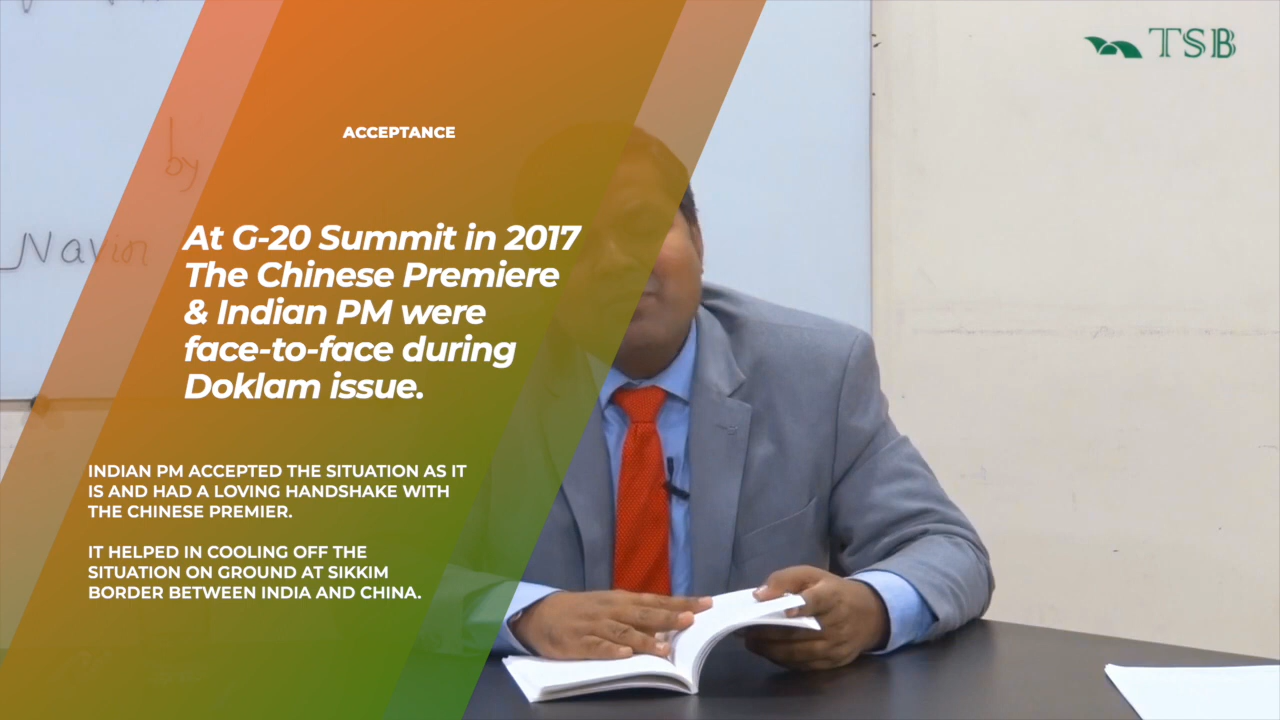 TSB
by
Navin
ACCEPTANCE
At G-20 Summit in 2017
The Chinese Premiere
& Indian PM were
face-to-face during
Doklam issue.
INDIAN PM ACCEPTED THE SITUATION AS IT
IS AND HAD A LOVING HANDSHAKE WITH
THE CHINESE PREMIER.
IT HELPED IN COOLING OFF THE
SITUATION ON GROUND AT SIKKIM
BORDER BETWEEN INDIA AND CHINA.